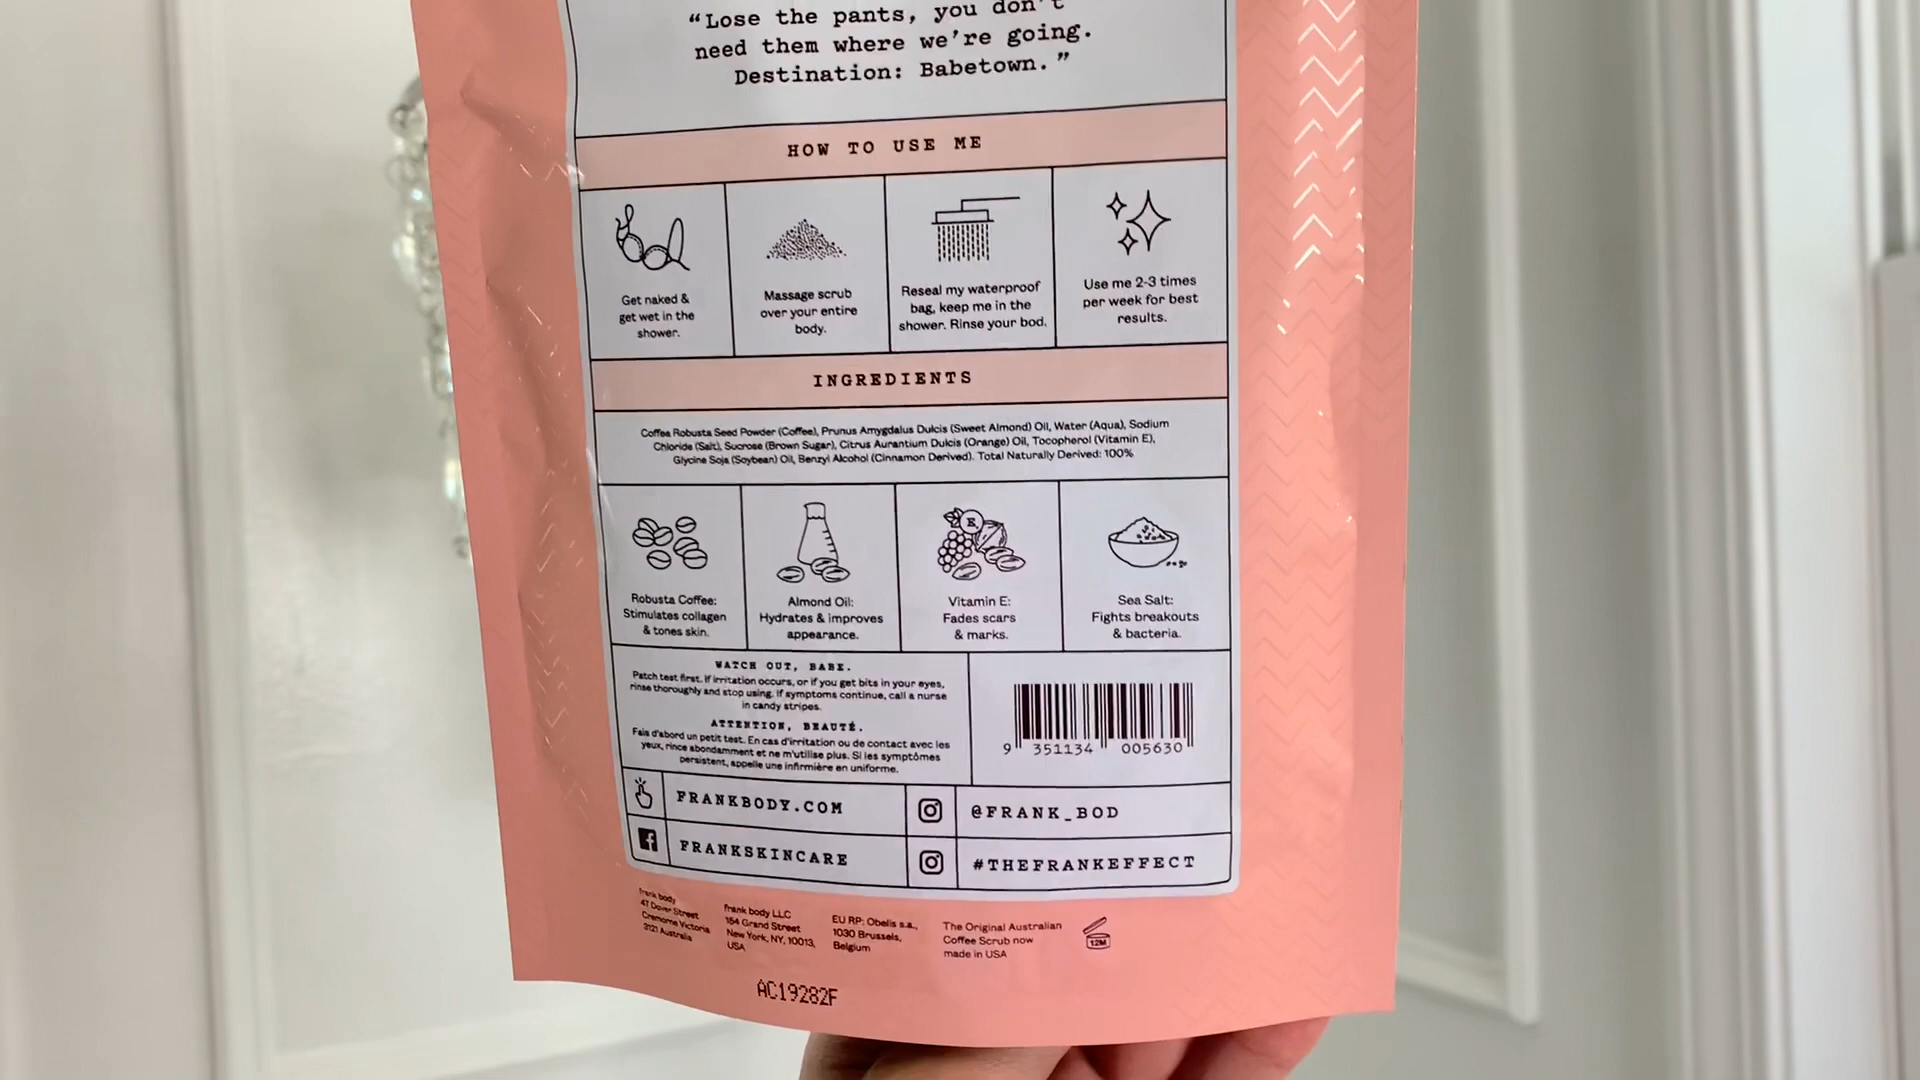 “Lose the pants, you don't
need them where we're going.
Destination: Babetown.”
HOW TO USE ME
Get naked &
get wet in the
shower.
Massage scrub
over your entire
body.
Reseal my waterproof
bag, keep me in the
shower. Rinse your bod.
Use me 2-3 times
per week for best
results.
INGREDIENTS
Coffea Robusta Seed Powder (Coffee), Prunus Amygdalus Dulcis (Sweet Almond) Oil, Water (Aqua), Sodium
Chloride (Salt), Sucrose (Brown Sugar), Citrus Aurantium Dulcis (Orange) Oil, Tocopherol (Vitamin E),
Glycine Soja (Soybean) Oil, Benzyl Alcohol (Cinnamon Derived). Total Naturally Derived: 100%
E
Robusta Coffee:
Stimulates collagen
& tones skin.
Almond Oil:
Hydrates & improves
appearance.
Vitamin E:
Fades scars
& marks.
Sea Salt:
Fights breakouts
& bacteria.
WATCH OUT, BABE.
Patch test first. If irritation occurs, or if you get bits in your eyes,
rinse thoroughly and stop using. If symptoms continue, call a nurse
in candy stripes.
ATTENTION, BEAUTÉ.
Fais d'abord un petit test. En cas d'irritation ou de contact avec les
yeux, rince abondamment et ne m'utilise plus. Si les symptômes
persistent, appelle une infirmière en uniforme.
9 351134 005630
FRANKBODY.COM
@FRANK_BOD
FRANKSKINCARE
#THEFRANKEFFECT
frank body
47 Dover Street
Cremorne Victoria
3121 Australia
frank body LLC
154 Grand Street
New York, NY, 10013,
USA
EU RP: Obelis s.a.,
1030 Brussels,
Belgium
The Original Australian
Coffee Scrub now
made in USA
12M
AC19282F